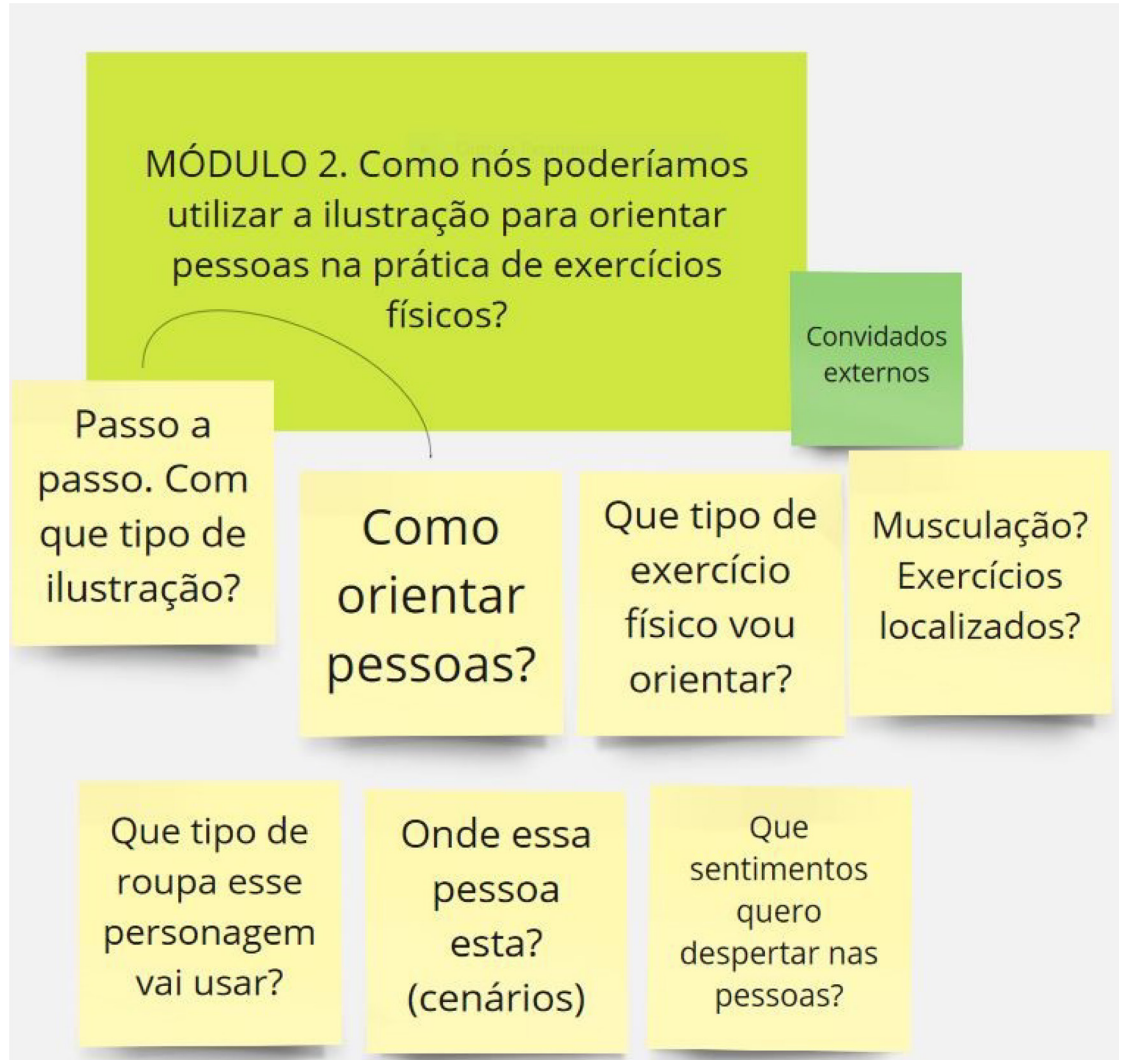 MÓDULO 2. Como nós poderíamos
utilizar a ilustração para orientar
pessoas na prática de exercícios
físicos?
Convidados
externos
Passo a
passo. Com
que tipo de
ilustração?
Como
orientar
pessoas?
Que tipo de
exercício
físico vou
orientar?
Musculação?
Exercícios
localizados?
Que tipo de
roupa esse
personagem
vai usar?
Onde essa
pessoa
esta?
(cenários)
Que
sentimentos
quero
despertar nas
pessoas?